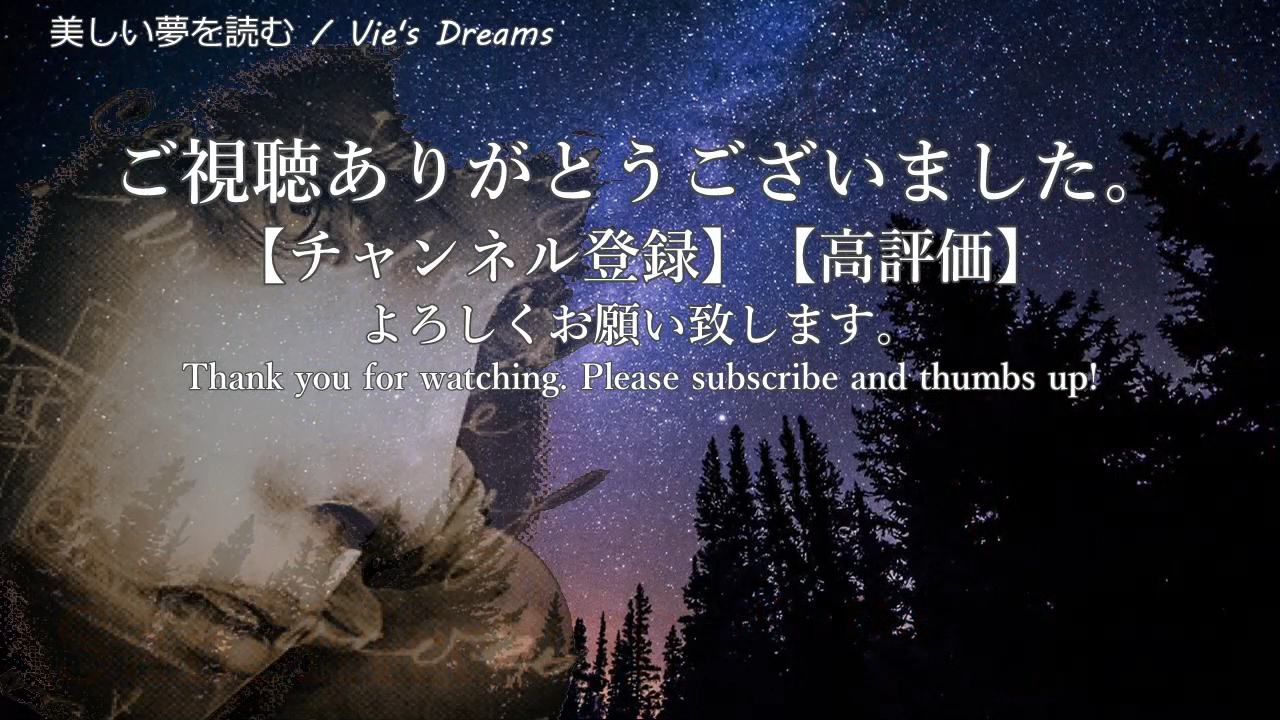 美しい夢を読む / Vie's Dreams
ご視聴ありがとうございました。
【チャンネル登録】【高評価】
よろしくお願い致します。
Thank you for watching. Please subscribe and thumbs up!